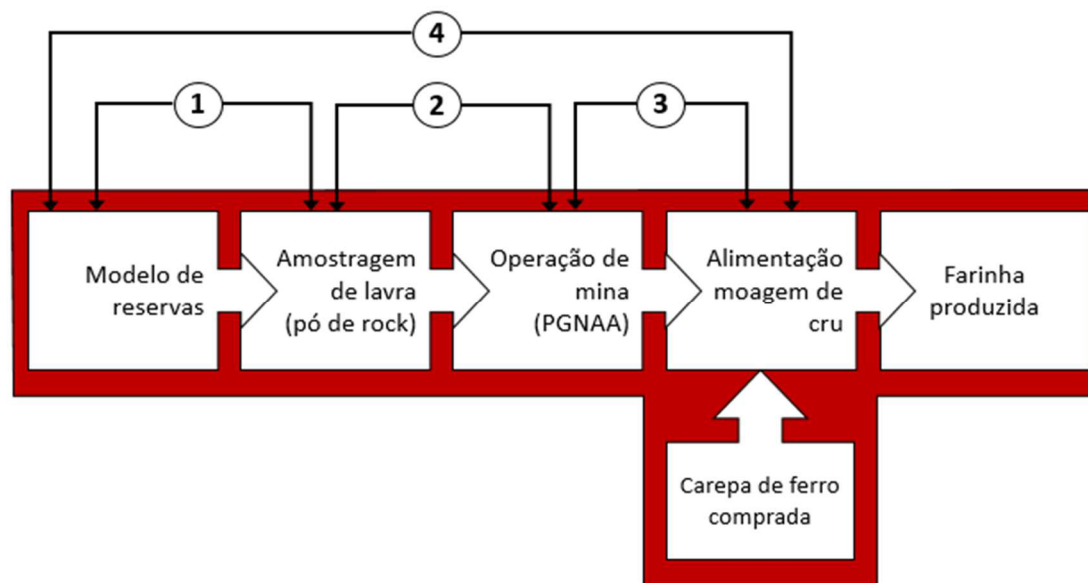 4
1
2
3
Modelo de
reservas
Amostragem
de lavra
(pó de rock)
Operação de
mina
(PGNAA)
Alimentação
moagem de
cru
Farinha
produzida
Carepa de ferro
comprada